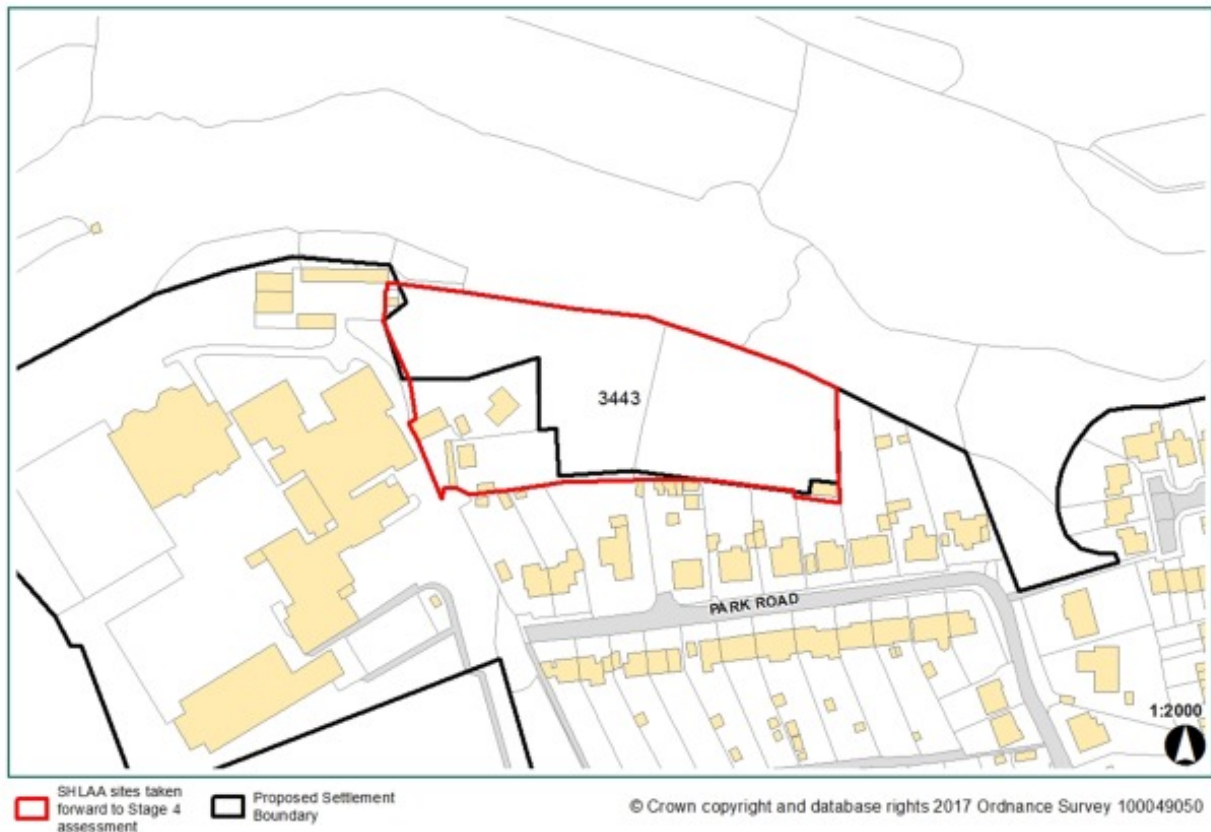 3443
PARK ROAD
1:2000
SHLAA sites taken
forward to Stage 4
assessment
Proposed Settlement
Boundary
© Crown copyright and database rights 2017 Ordnance Survey 100049050